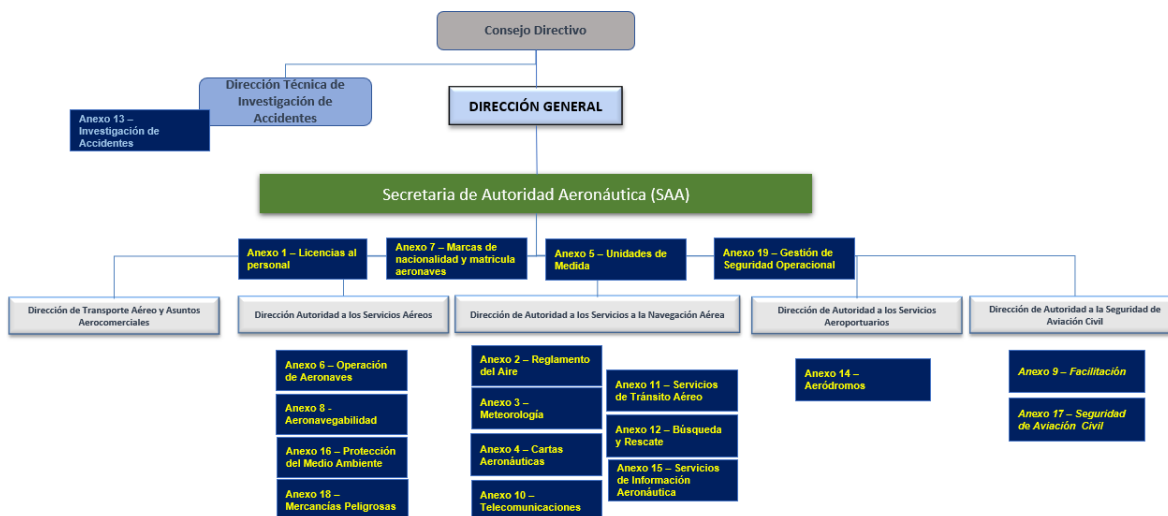 Consejo Directivo
Dirección Técnica de
Investigación de
Accidentes
DIRECCIÓN GENERAL
Anexo 13 –
Investigación de
Accidentes
Secretaria de Autoridad Aeronáutica (SAA)
Anexo 1 – Licencias al
personal
Anexo 7 – Marcas de
nacionalidad y matricula
aeronaves
Anexo 5 – Unidades de
Medida
Anexo 19 – Gestión de
Seguridad Operacional
Dirección de Transporte Aéreo y Asuntos
Aerocomerciales
Dirección Autoridad a los Servicios Aéreos
Dirección de Autoridad a los Servicios a la Navegación Aérea
Dirección de Autoridad a los Servicios
Aeroportuarios
Dirección de Autoridad a la Seguridad de
Aviación Civil
Anexo 6 – Operación
de Aeronaves
Anexo 8 -
Aeronavegabilidad
Anexo 16 – Protección
del Medio Ambiente
Anexo 18 –
Mercancías Peligrosas
Anexo 2 – Reglamento
del Aire
Anexo 3 –
Meteorología
Anexo 4 – Cartas
Aeronáuticas
Anexo 10 –
Telecomunicaciones
Anexo 11 – Servicios
de Tránsito Aéreo
Anexo 12 – Búsqueda
y Rescate
Anexo 15 – Servicios
de Información
Aeronáutica
Anexo 14 –
Aeródromos
Anexo 9 – Facilitación
Anexo 17 – Seguridad
de Aviación Civil